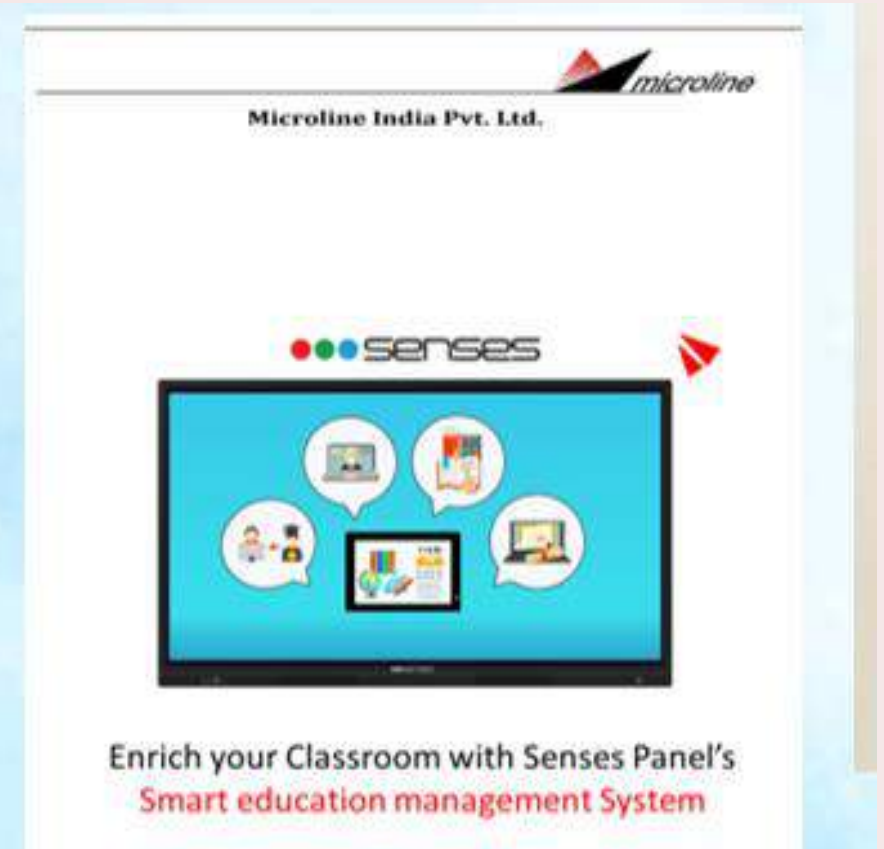 microline
Microline India Pvt. Ltd.
senses
Enrich your Classroom with Senses Panel's
Smart education management System